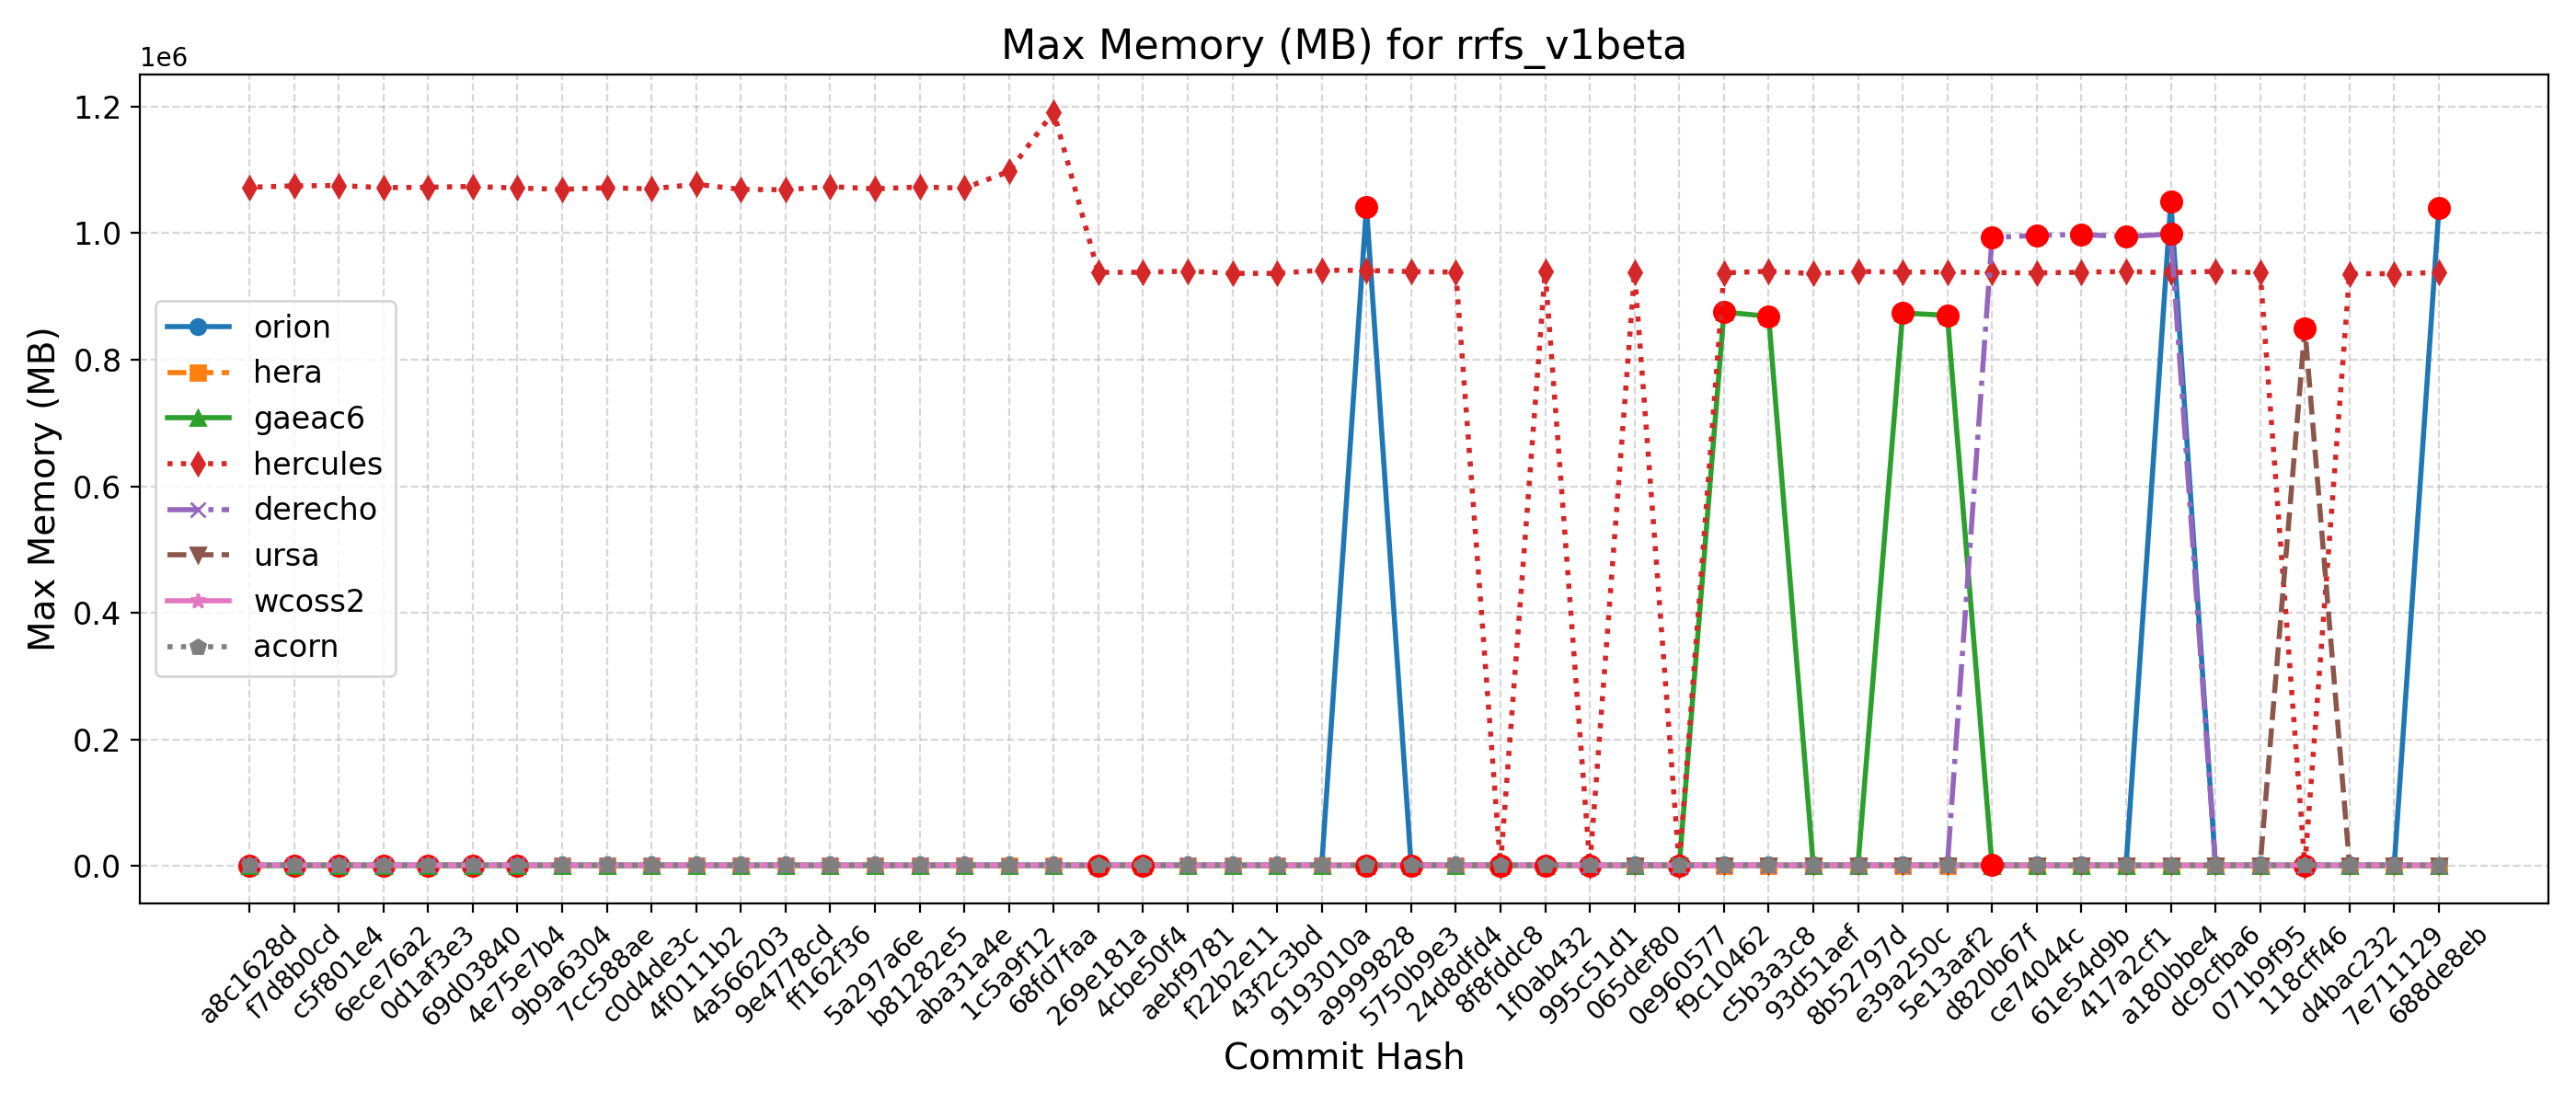 Max Memory (MB) for rrfs_v1beta
1e6
1.2
1.0
0.8
0.6
0.4
0.2
0.0
Max Memory (MB)
orion
hera
gaeac6
hercules
derecho
ursa
wcoss2
acorn
a8c1628d
f7d8b0cd
c5f801e4
6ece76a2
0d1af3e3
69d03840
4e75e7b4
9b9a6304
7cc588ae
c0d4de3c
4f0111b2
4a566203
9e4778cd
ff162f36
5a297a6e
b81282e5
aba31a4e
1c5a9f12
68fd7faa
269e181a
4cbe50f4
aebf9781
f22b2e11
43f2c3bd
9193010a
a9999828
5750b9e3
24d8dfd4
8f8fddc8
1f0ab432
995c51d1
065def80
0e960577
f9c10462
c5b3a3c8
93d51aef
8b52797d
e39a250c
5e13aaf2
d820b67f
ce74044c
61e54d9b
417a2cf1
a180bbe4
dc9cfba6
071b9f95
118cff46
d4bac232
7e711129
688de8eb
Commit Hash